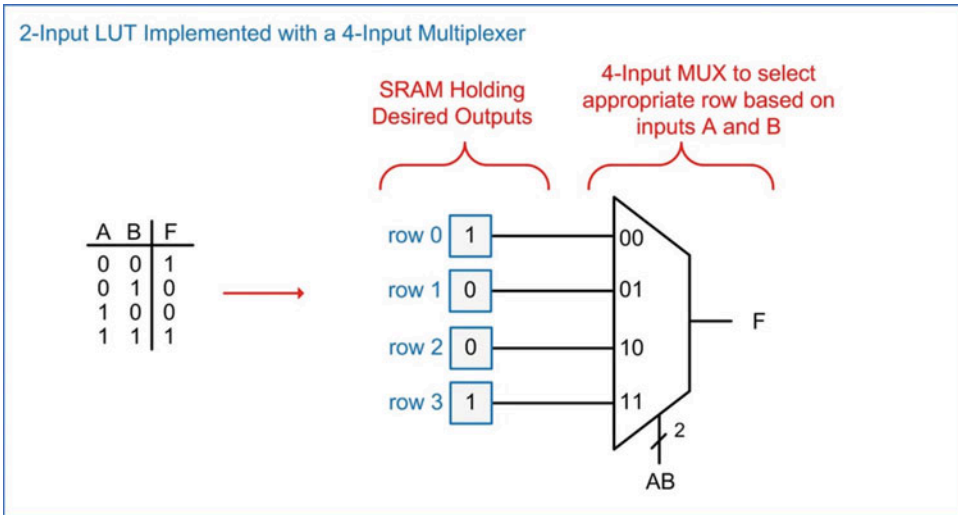 2-Input LUT Implemented with a 4-Input Multiplexer
SRAM Holding
Desired Outputs
4-Input MUX to select
appropriate row based on
inputs A and B
A B F
0 0 1
0 1 0
1 0 0
1 1 1
row 0 1 00
row 1 0 01
row 2 0 10
row 3 1 11
F
2
AB